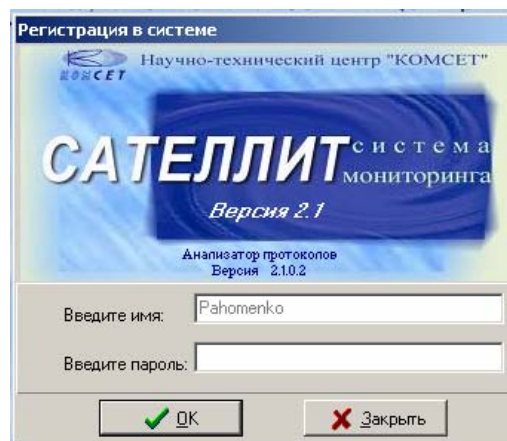 Регистрация в системе
КОМСЕТ
Научно-технический центр "КОМСЕТ"
САТЕЛЛИТ
система
мониторинга
Версия 2.1
Анализатор протоколов
Версия 2.1.0.2
Введите имя: Pahomenko
Введите пароль:
OK
Закрыть